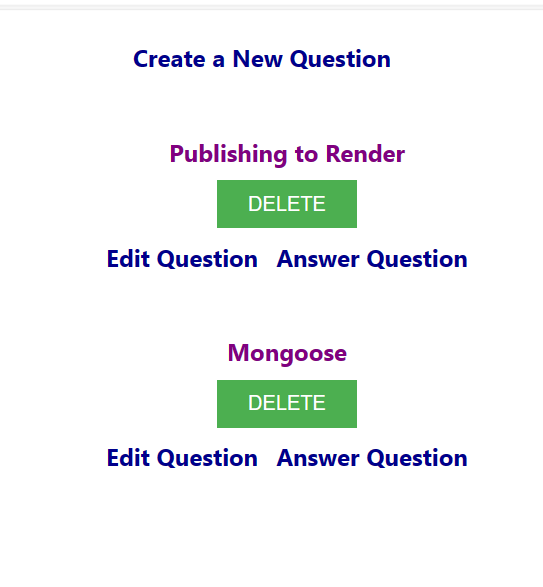 Create a New Question
Publishing to Render
DELETE
Edit Question Answer Question
Mongoose
DELETE
Edit Question Answer Question